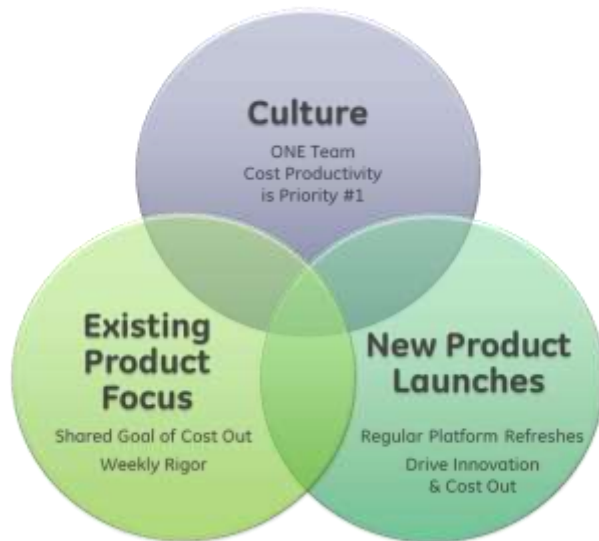 Culture
ONE Team
Cost Productivity
is Priority #1
Existing
Product
Focus
Shared Goal of Cost Out
Weekly Rigor
New Product
Launches
Regular Platform Refreshes
Drive Innovation
& Cost Out